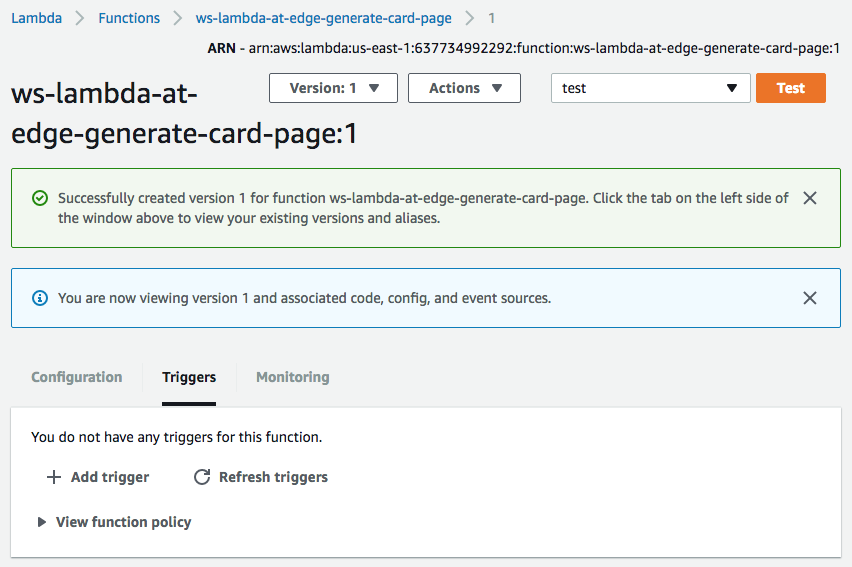 Lambda > Functions > ws-lambda-at-edge-generate-card-page > 1
ARN - arn:aws:lambda:us-east-1:637734992292:function:ws-lambda-at-edge-generate-card-page:1
ws-lambda-at-
edge-generate-card-page:1
Version: 1 Actions test Test
Successfully created version 1 for function ws-lambda-at-edge-generate-card-page. Click the tab on the left side of
the window above to view your existing versions and aliases.
You are now viewing version 1 and associated code, config, and event sources.
Configuration Triggers Monitoring
You do not have any triggers for this function.
Add trigger Refresh triggers
View function policy